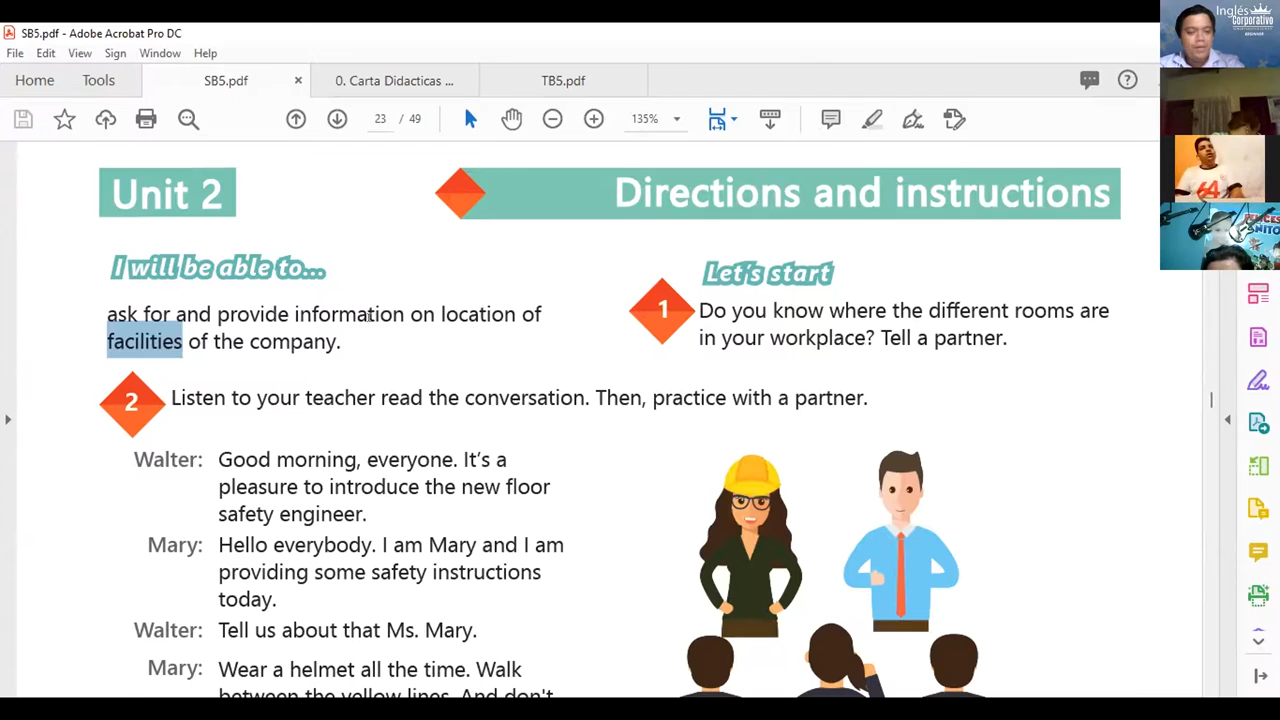 SB5.pdf - Adobe Acrobat Pro DC
File Edit View Sign Window Help
Home Tools SB5.pdf × 0. Carta Didacticas ... TB5.pdf
23 / 49 135%
Inglés
Corporativo
Unit 2
Directions and instructions
I will be able to...
ask for and provide information on location of
facilities of the company.
Let's start
1 Do you know where the different rooms are
in your workplace? Tell a partner.
2 Listen to your teacher read the conversation. Then, practice with a partner.
Walter: Good morning, everyone. It's a
pleasure to introduce the new floor
safety engineer.
Mary: Hello everybody. I am Mary and I am
providing some safety instructions
today.
Walter: Tell us about that Ms. Mary.
Mary: Wear a helmet all the time. Walk
between the yellow lines. And don't